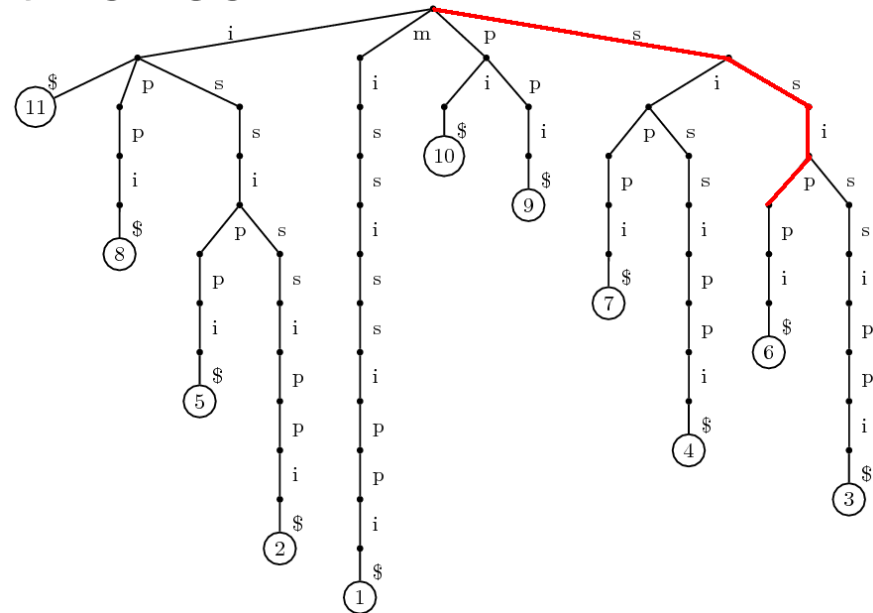 i m p s
$ p s i i p i s
11
p s s $ i p s i
10
i i s $ p s p s
9
$ p s i i i p s
8
p s s $ p i i
7
i i s p $ p
6
$ p i i p
5
p p $ i
4
i p $
3
$ i
2
$
1